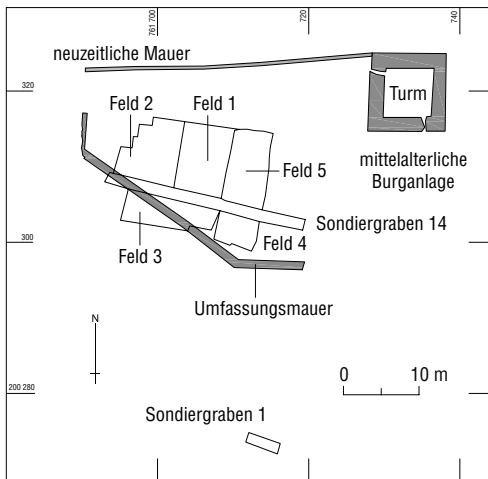 761 700
720
740
neuzeitliche Mauer
320
Feld 2
Feld 1
Turm
Feld 5
mittelalterliche
Burganlage
Sondiergraben 14
300
Feld 3
Feld 4
Umfassungsmauer
N
0
10 m
200 280
Sondiergraben 1